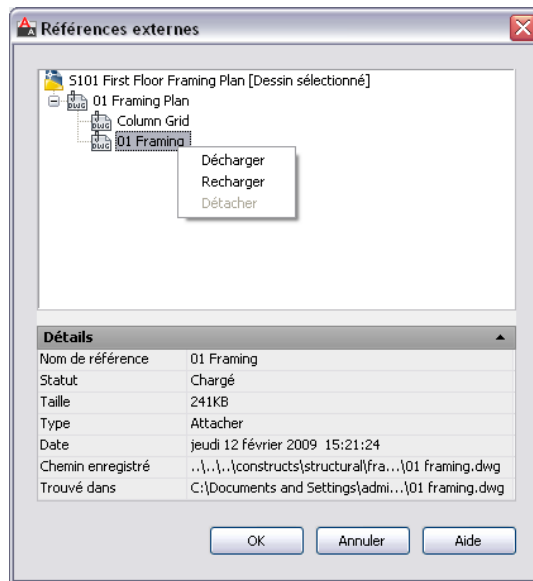 Références externes
S101 First Floor Framing Plan [Dessin sélectionné]
01 Framing Plan
Column Grid
01 Framing
Décharger
Recharger
Détacher
Détails
Nom de référence 01 Framing
Statut Chargé
Taille 241KB
Type Attacher
Date jeudi 12 février 2009 15:21:24
Chemin enregistré ..\..\..\constructs\structural\fra...\01 framing.dwg
Trouvé dans C:\Documents and Settings\admi...\01 framing.dwg
OK Annuler Aide